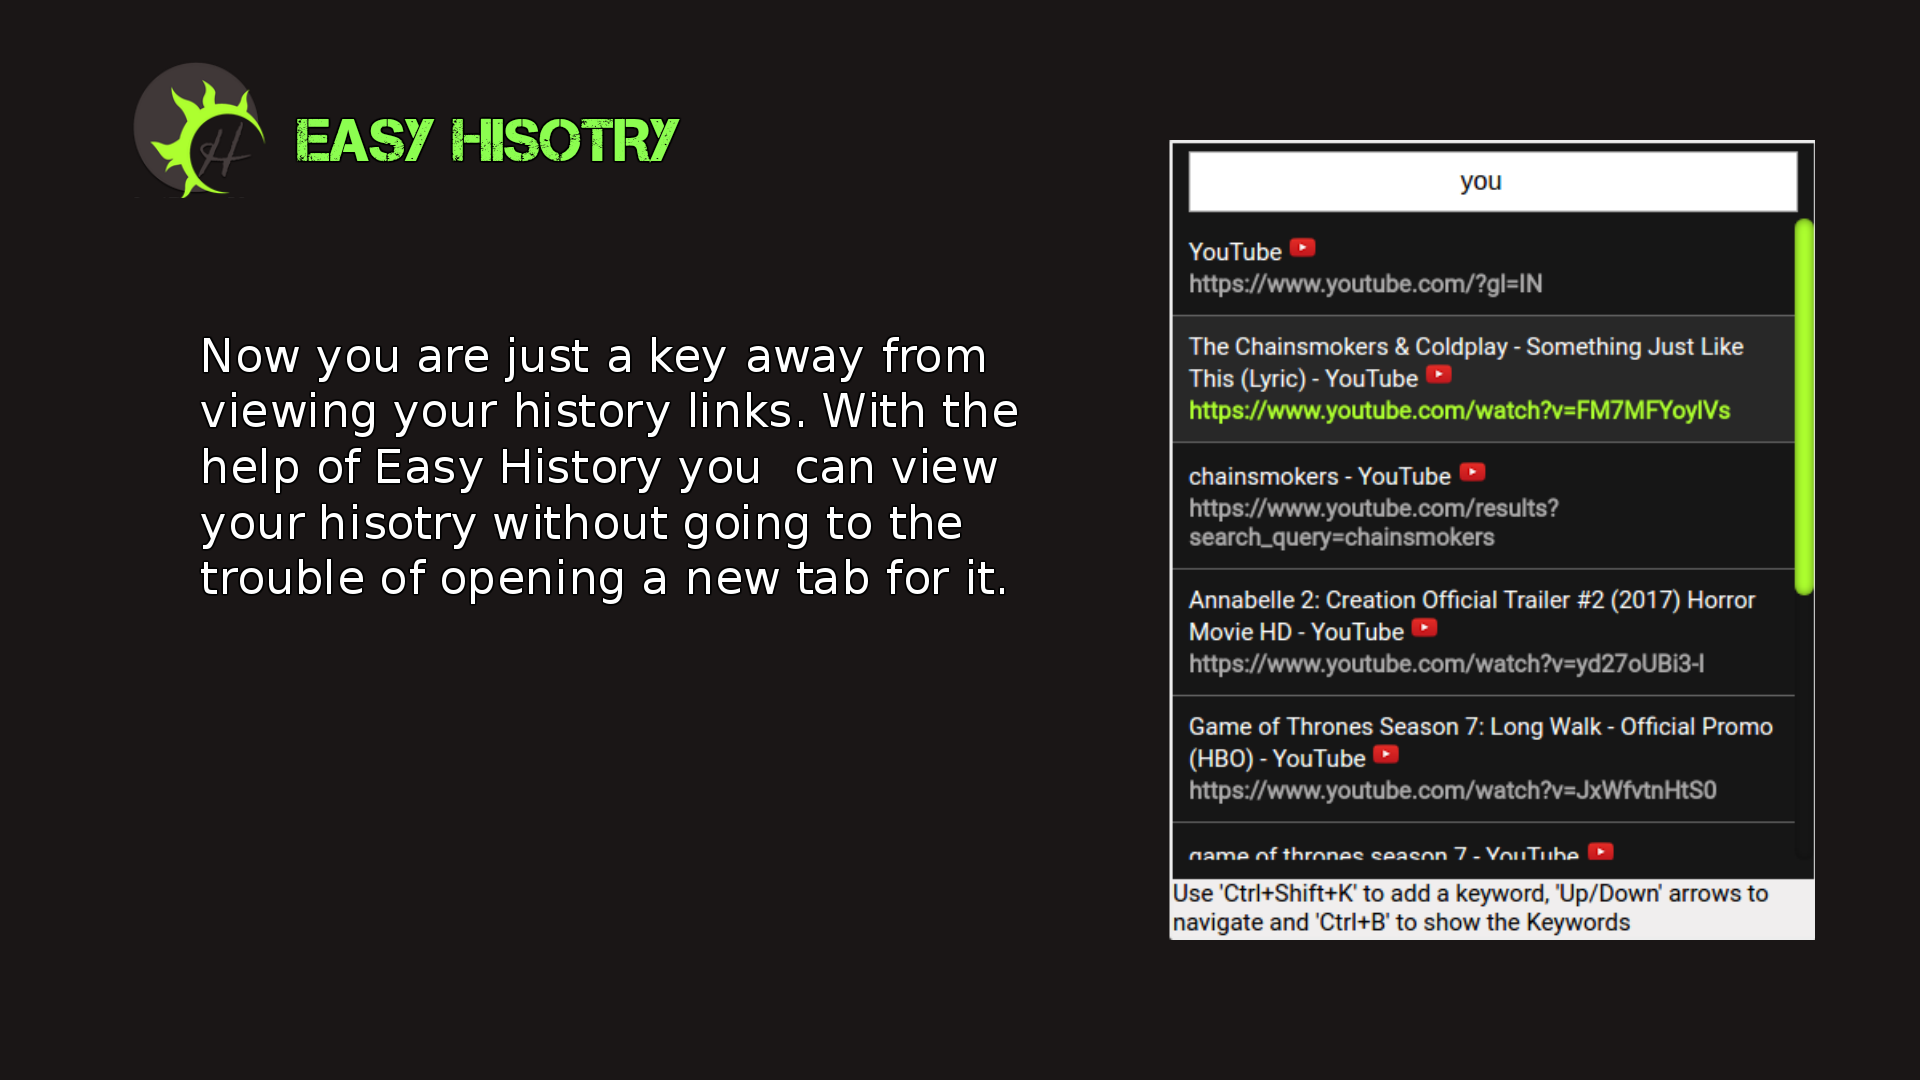 H
EASY HISOTRY
Now you are just a key away from
viewing your history links. With the
help of Easy History you  can view
your hisotry without going to the
trouble of opening a new tab for it.
you
YouTube
https://www.youtube.com/?gl=IN
The Chainsmokers & Coldplay - Something Just Like
This (Lyric) - YouTube
https://www.youtube.com/watch?v=FM7MFYoylVs
chainsmokers - YouTube
https://www.youtube.com/results?
search_query=chainsmokers
Annabelle 2: Creation Official Trailer #2 (2017) Horror
Movie HD - YouTube
https://www.youtube.com/watch?v=yd27oUBi3-I
Game of Thrones Season 7: Long Walk - Official Promo
(HBO) - YouTube
https://www.youtube.com/watch?v=JxWfvtnHtS0
game of thrones season 7 - YouTube
Use 'Ctrl+Shift+K' to add a keyword, 'Up/Down' arrows to
navigate and 'Ctrl+B' to show the Keywords